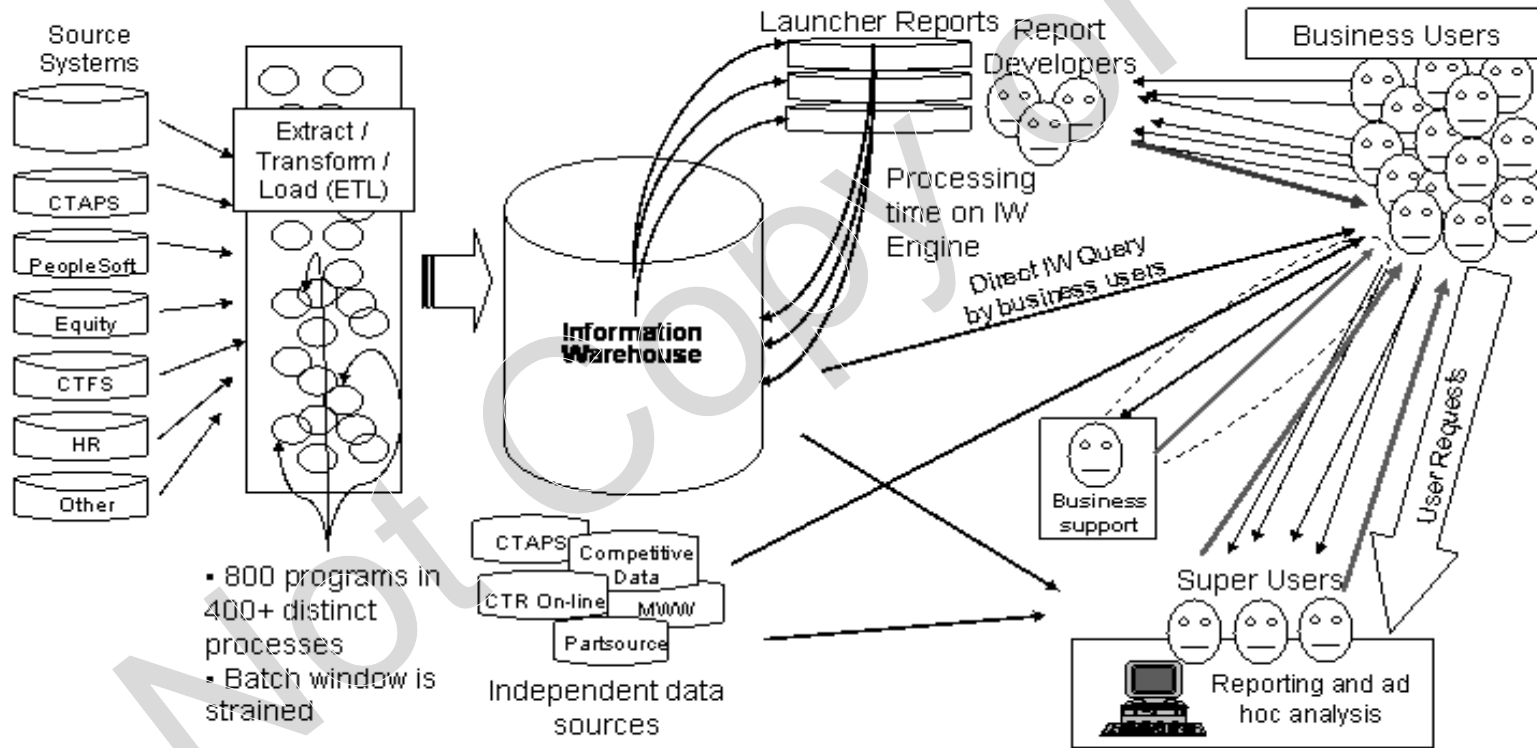 Source
Systems
CTAPS
PeopleSoft
Equity
CTFS
HR
Other
Extract /
Transform /
Load (ETL)
▪ 800 programs in
400+ distinct
processes
▪ Batch window is
strained
Information
Warehouse
Launcher Reports
Report
Developers
Processing
time on IW
Engine
Business Users
Direct IW Query
by business users
Business
support
User Requests
CTAPS
Competitive
Data
CTR On-line
MWW
Partsource
Independent data
sources
Super Users
Reporting and ad
hoc analysis
Not Copy or